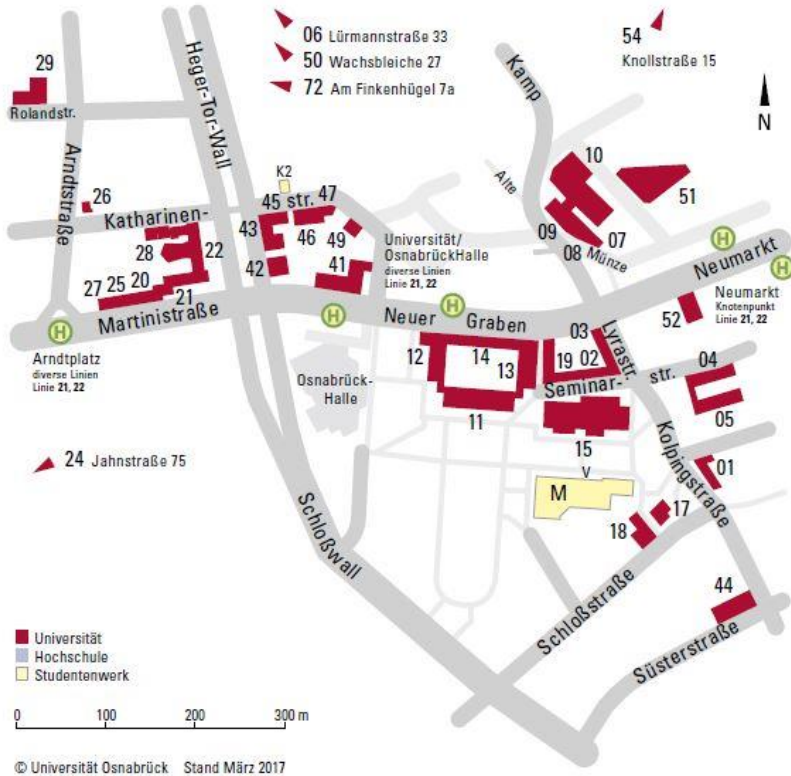 29
Rolandstr.
Arndtstraße
26
Heger-Tor-Wall
06 Lürmannstraße 33
50 Wachsbleiche 27
72 Am Finkenhügel 7a
54
Knollstraße 15
N
Kamp
Alte
Münze
10
51
09
08
07
K2
45
str.
47
Katharinen-
43
46
49
28
22
42
41
27
25
20
21
Universität/
OsnabrückHalle
diverse Linien
Linie 21, 22
H
Neumarkt
H
H
Neumarkt
Knotenpunkt
Linie 21, 22
52
Martinistraße
H
Arndtplatz
diverse Linien
Linie 21, 22
H
Neuer Graben
H
12
14
13
11
03
19
02
Lyrastr.
Seminar-
str.
04
05
Osnabrück-
Halle
15
V
M
01
17
18
Kolpingstraße
24 Jahnstraße 75
Schloßwall
Schloßstraße
44
Süsterstraße
Universität
Hochschule
Studentenwerk
0 100 200 300 m
© Universität Osnabrück Stand März 2017